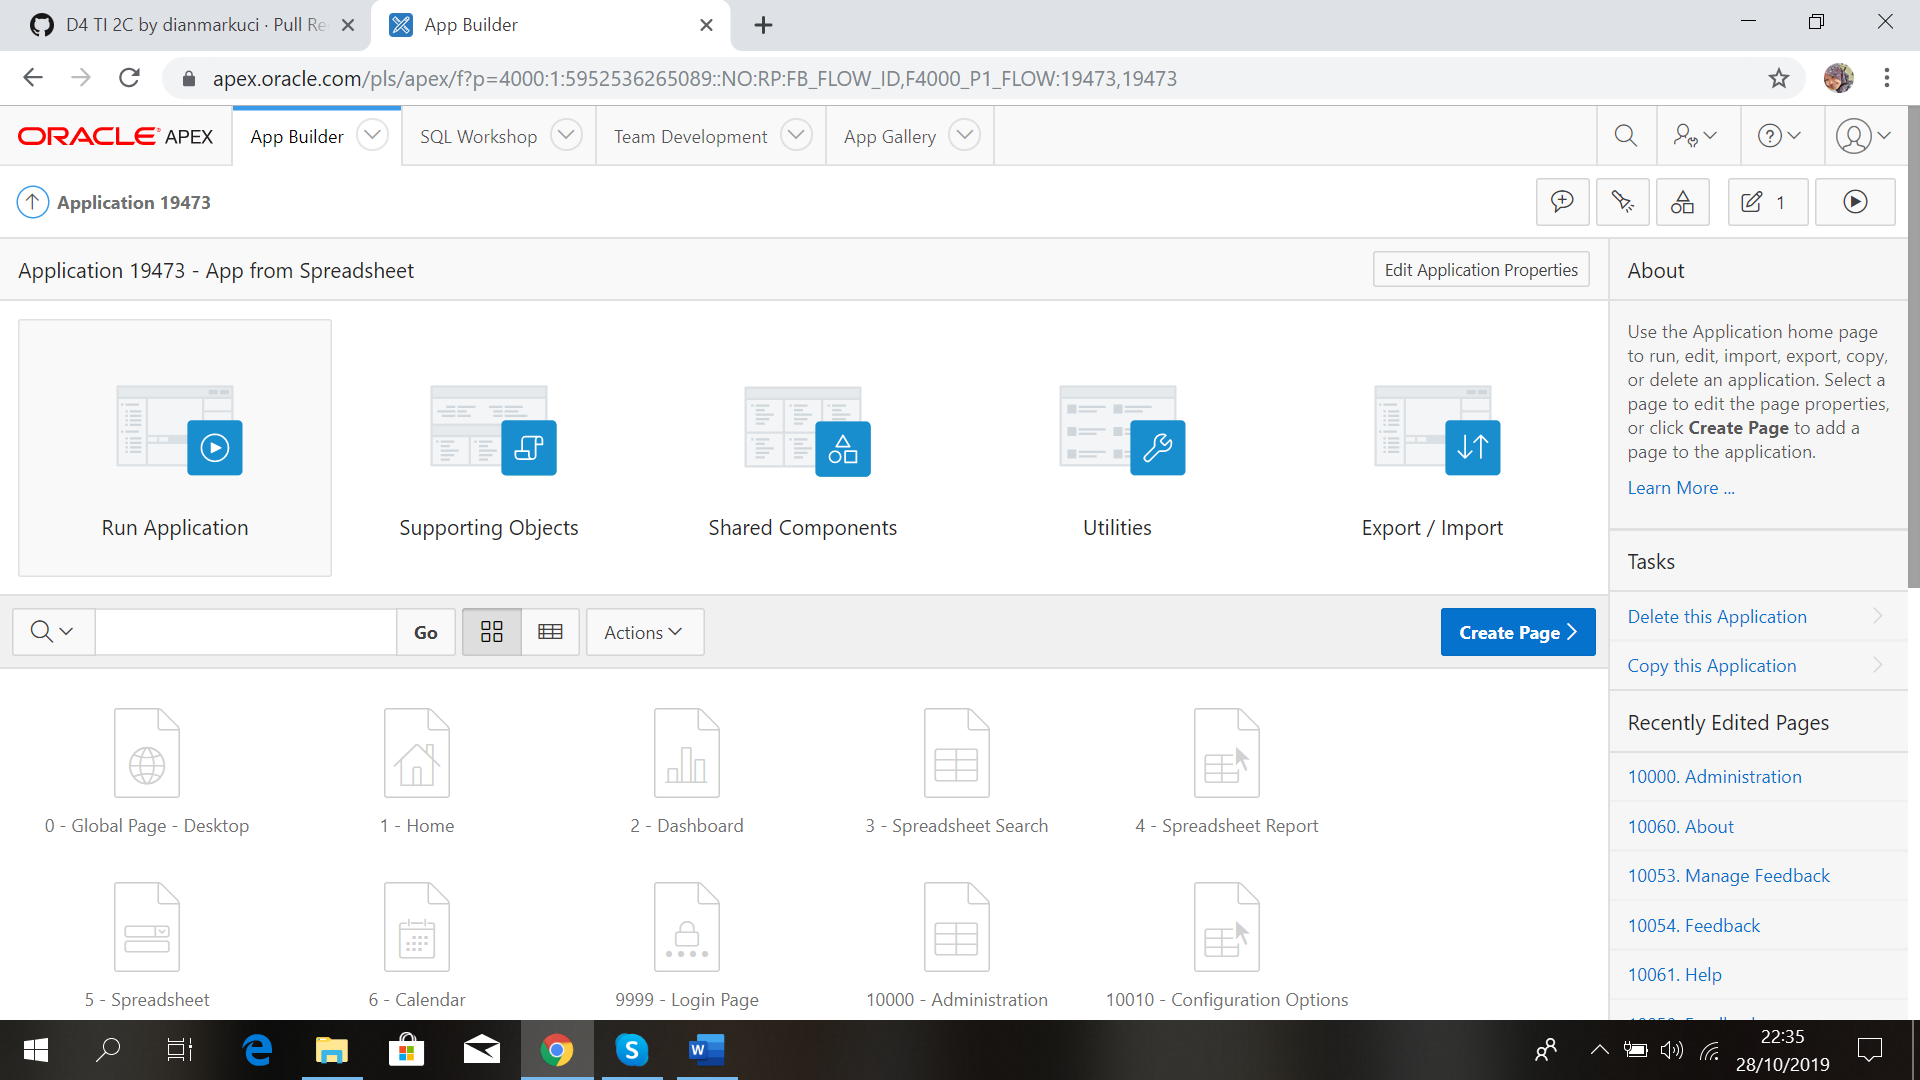 D4 TI 2C by dianmarkuci · Pull Re
App Builder
apex.oracle.com/pls/apex/f?p=4000:1:5952536265089::NO:RP:FB_FLOW_ID,F4000_P1_FLOW:19473,19473
ORACLE APEX
App Builder
SQL Workshop
Team Development
App Gallery
Application 19473
1
Application 19473 - App from Spreadsheet
Edit Application Properties
Run Application
Supporting Objects
Shared Components
Utilities
Export / Import
Go
Actions
Create Page
0 - Global Page - Desktop
1 - Home
2 - Dashboard
3 - Spreadsheet Search
4 - Spreadsheet Report
5 - Spreadsheet
6 - Calendar
9999 - Login Page
10000 - Administration
10010 - Configuration Options
About
Use the Application home page
to run, edit, import, export, copy,
or delete an application. Select a
page to edit the page properties,
or click Create Page to add a
page to the application.
Learn More ...
Tasks
Delete this Application
Copy this Application
Recently Edited Pages
10000. Administration
10060. About
10053. Manage Feedback
10054. Feedback
10061. Help
22:35
28/10/2019